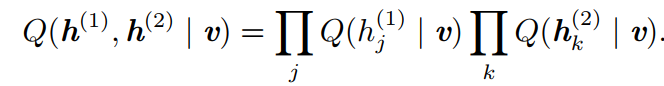 Q(h^{(1)}, h^{(2)} | v) = ∏_j Q(h_j^{(1)} | v) ∏_k Q(h_k^{(2)} | v).